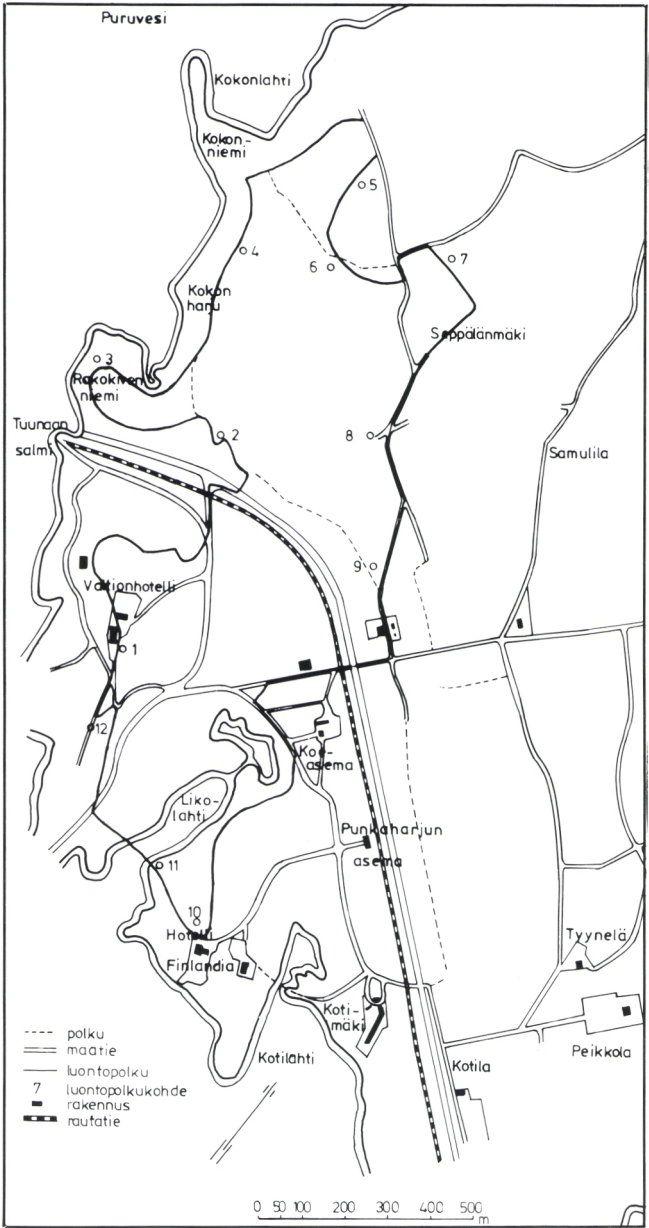 Puruvesi
Kokonlahti
Kokon-
niemi
5
4
6
7
Kokon
harju
Seppälänmäki
3
Rakokiven
niemi
Tuunaan
salmi
2
8
Samulila
9
Valtionhotelli
1
12
Koe-
asema
Liko-
lahti
Punkaharjun
asema
11
10
Hotelli
Finlandia
Tyynelä
Koti-
mäki
Kotilahti
Kotila
Peikkola
polku
maatie
luontopolku
7 luontopolkukohde
rakennus
rautatie
0 50 100 200 300 400 500
m